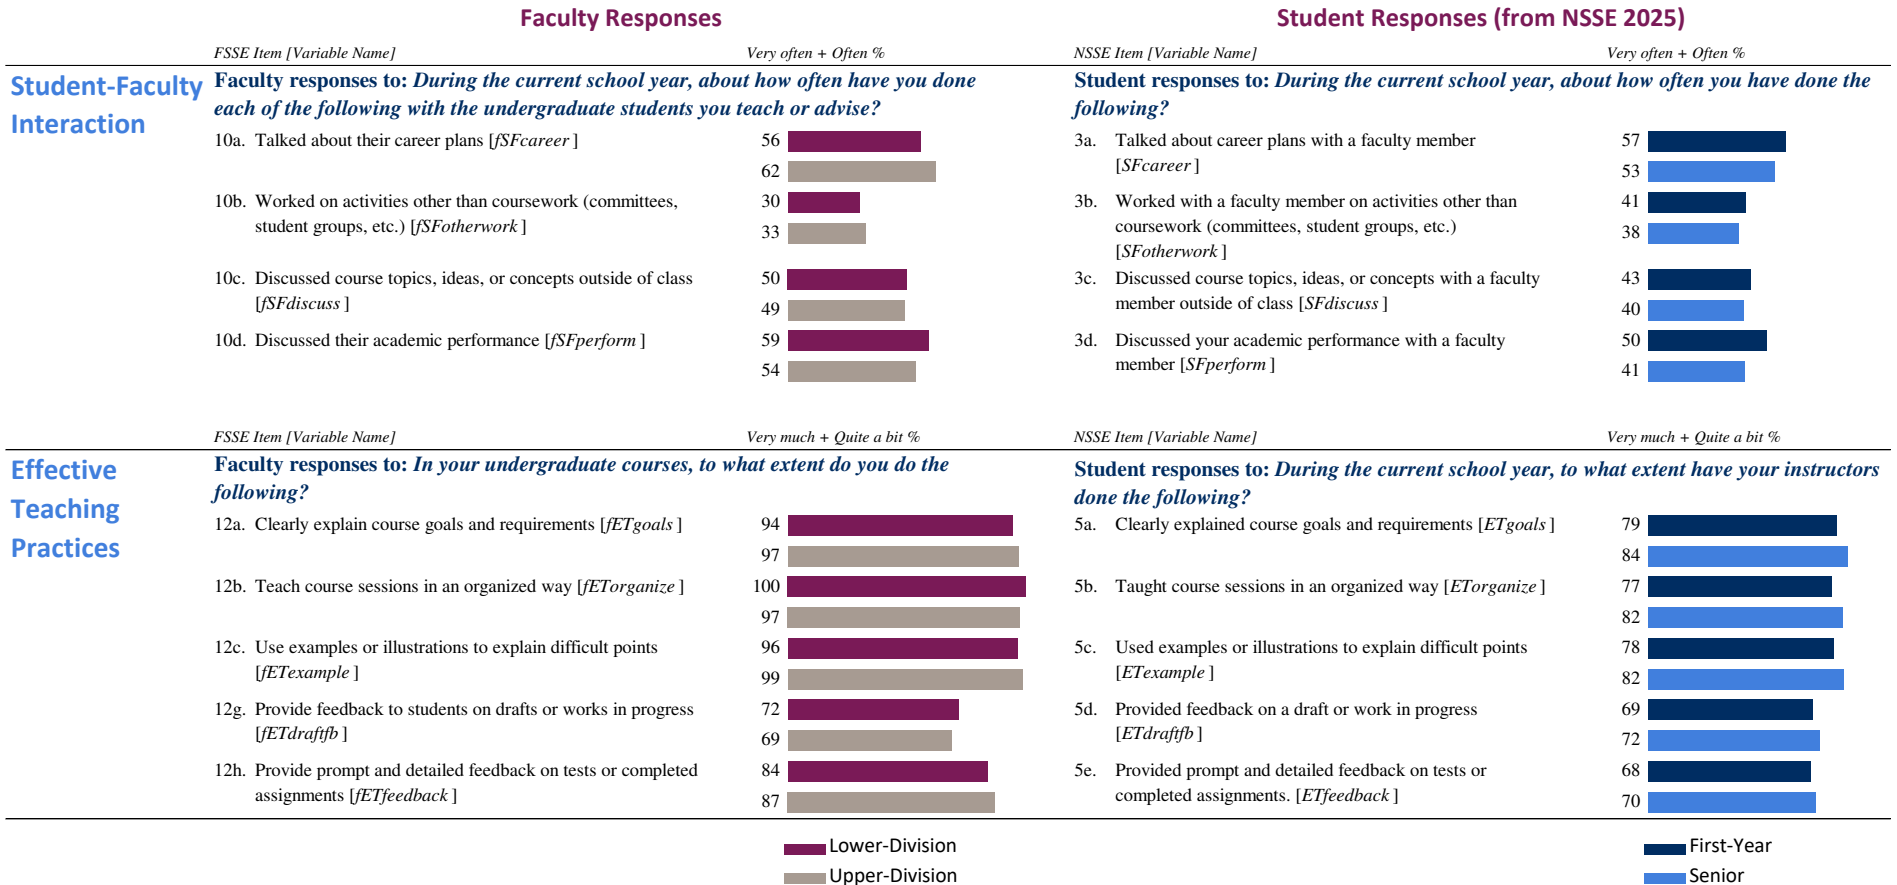 Faculty Responses
Student Responses (from NSSE 2025)
FSSE Item [Variable Name]
Very often + Often %
NSSE Item [Variable Name]
Very often + Often %
Student-Faculty
Interaction
Faculty responses to: During the current school year, about how often have you done
each of the following with the undergraduate students you teach or advise?
Student responses to: During the current school year, about how often you have done the
following?
10a. Talked about their career plans [fSFcareer ]
56
62
3a. Talked about career plans with a faculty member
[SFcareer ]
57
53
10b. Worked on activities other than coursework (committees,
student groups, etc.) [fSFotherwork ]
30
33
3b. Worked with a faculty member on activities other than
coursework (committees, student groups, etc.)
[SFotherwork ]
41
38
10c. Discussed course topics, ideas, or concepts outside of class
[fSFdiscuss ]
50
49
3c. Discussed course topics, ideas, or concepts with a faculty
member outside of class [SFdiscuss ]
43
40
10d. Discussed their academic performance [fSFperform ]
59
54
3d. Discussed your academic performance with a faculty
member [SFperform ]
50
41
FSSE Item [Variable Name]
Very much + Quite a bit %
NSSE Item [Variable Name]
Very much + Quite a bit %
Effective
Teaching
Practices
Faculty responses to: In your undergraduate courses, to what extent do you do the
following?
Student responses to: During the current school year, to what extent have your instructors
done the following?
12a. Clearly explain course goals and requirements [fETgoals ]
94
97
5a. Clearly explained course goals and requirements [ETgoals ]
79
84
12b. Teach course sessions in an organized way [fETorganize ]
100
97
5b. Taught course sessions in an organized way [ETorganize ]
77
82
12c. Use examples or illustrations to explain difficult points
[fETexample ]
96
99
5c. Used examples or illustrations to explain difficult points
[ETexample ]
78
82
12g. Provide feedback to students on drafts or works in progress
[fETdraftfb ]
72
69
5d. Provided feedback on a draft or work in progress
[ETdraftfb ]
69
72
12h. Provide prompt and detailed feedback on tests or completed
assignments [fETfeedback ]
84
87
5e. Provided prompt and detailed feedback on tests or
completed assignments. [ETfeedback ]
68
70
Lower-Division
Upper-Division
First-Year
Senior